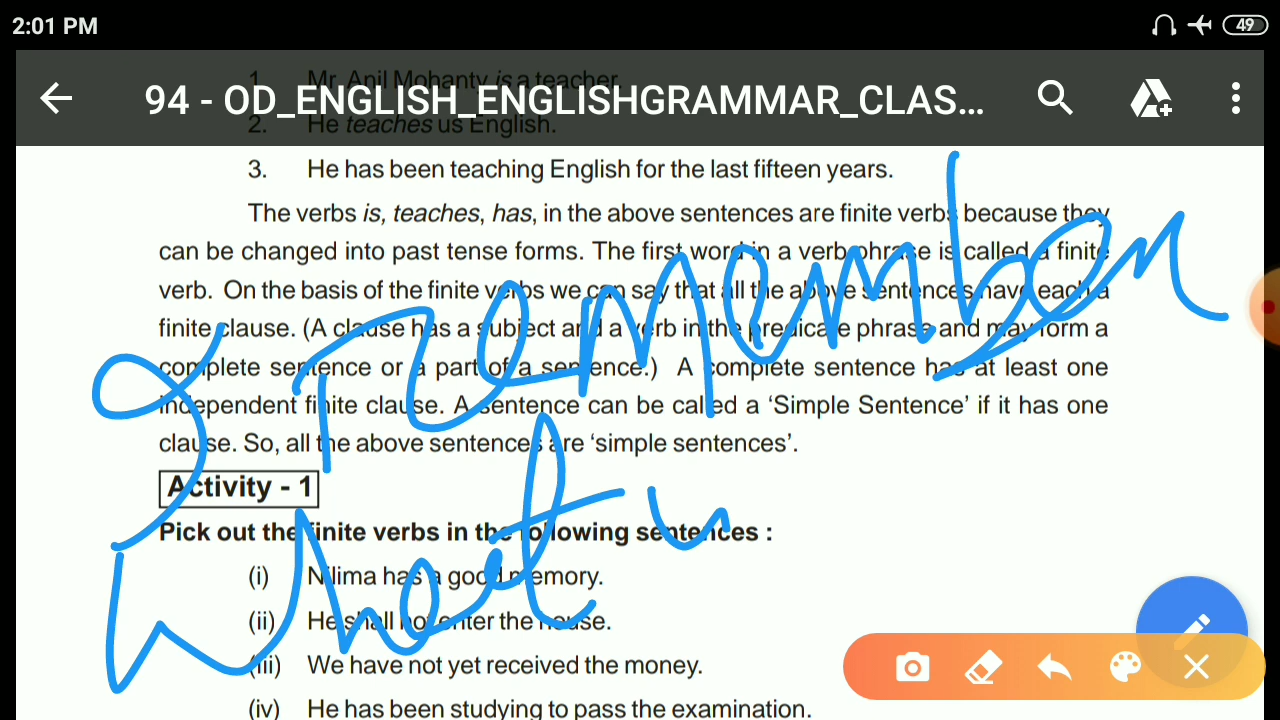 2:01 PM
49
1. Mr. Anil Mohanty is a teacher.
94 - OD_ENGLISH_ENGLISHGRAMMAR_CLAS...
2. He teaches us English.
3. He has been teaching English for the last fifteen years.
The verbs is, teaches, has, in the above sentences are finite verbs because they
can be changed into past tense forms. The first word in a verb phrase is called a finite
verb. On the basis of the finite verbs we can say that all the above sentences have each a
finite clause. (A clause has a subject and a verb in the predicate phrase and may form a
complete sentence or a part of a sentence.) A complete sentence has at least one
independent finite clause. A sentence can be called a ‘Simple Sentence’ if it has one
clause. So, all the above sentences are ‘simple sentences’.
I remember
what u
Activity - 1
Pick out the finite verbs in the following sentences :
(i) Nilima has a good memory.
(ii) He shall not enter the house.
(iii) We have not yet received the money.
(iv) He has been studying to pass the examination.